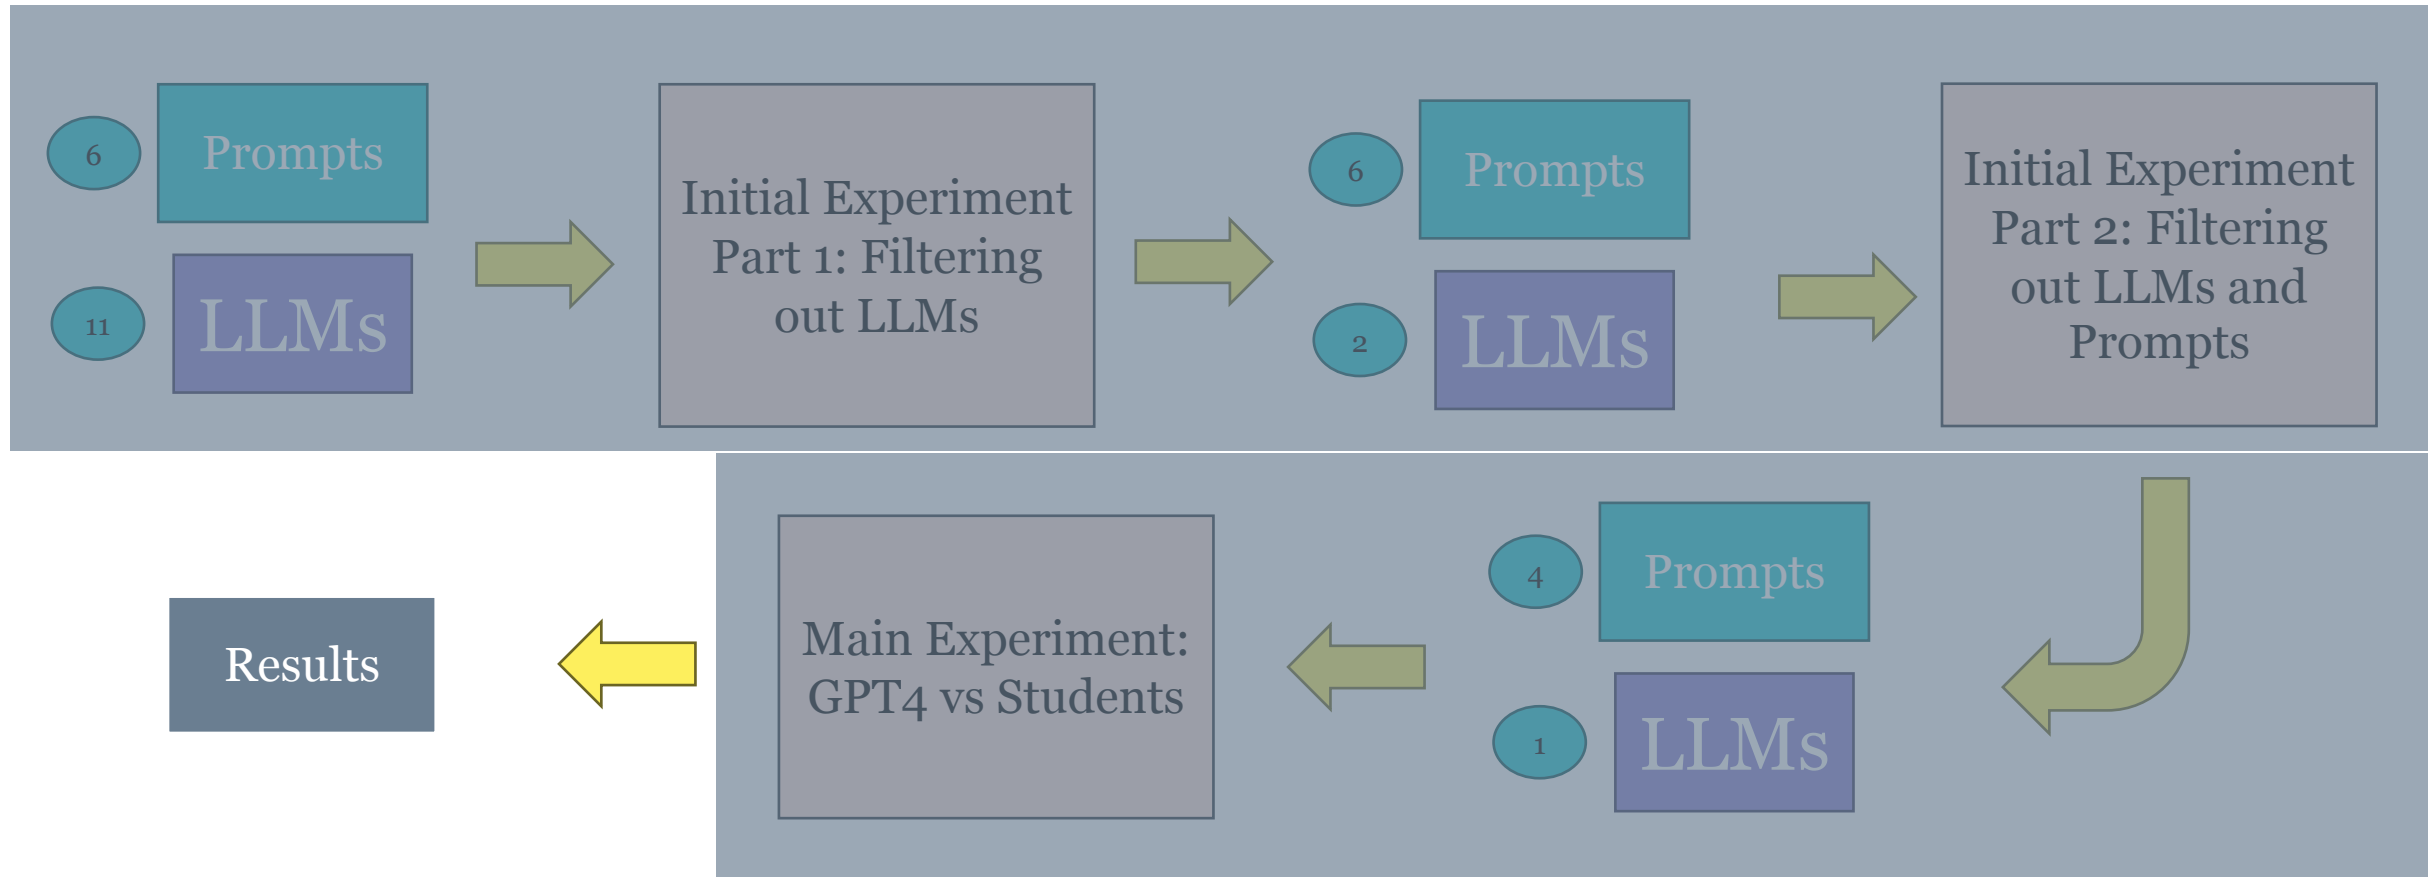 6
Prompts
11
LLMs
Initial Experiment
Part 1: Filtering
out LLMs
6
Prompts
2
LLMs
Initial Experiment
Part 2: Filtering
out LLMs and
Prompts
4
Prompts
1
LLMs
Main Experiment:
GPT4 vs Students
Results